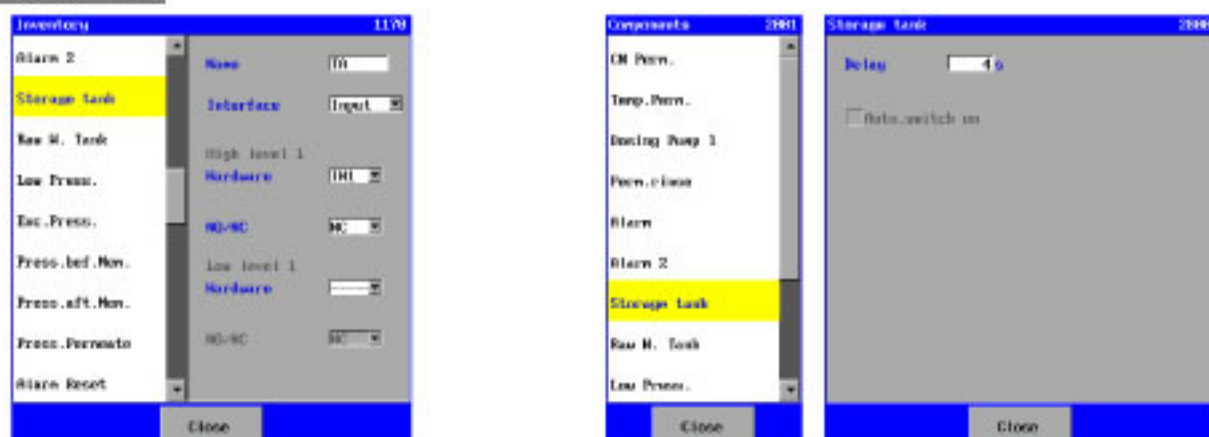 Inventory 1170
Alarm 2
Storage tank
Raw W. Tank
Low Press.
Exc.Press.
Press.bef.Mem.
Press.aft.Mem.
Press.Permeate
Alarm Reset
Name TA
Interface Input
High level 1
Hardware IN1
NO/NC NC
Low level 1
Hardware -------
NO/NC NC
Close
Components 2001
CN Perm.
Temp.Perm.
Dosing Pump 1
Perm.rinse
Alarm
Alarm 2
Storage tank
Raw W. Tank
Low Press.
Close
Storage tank
Delay 4 s
Auto.switch on
Close